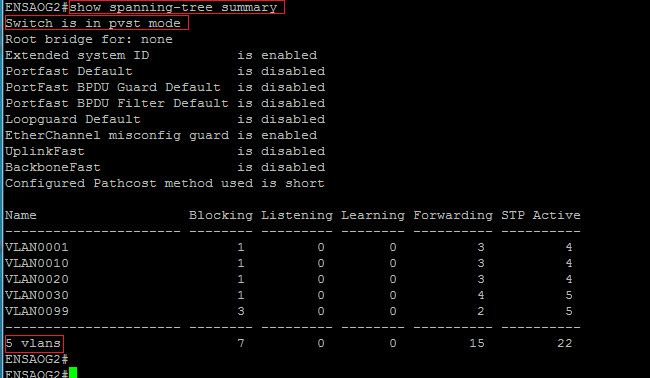 ENSAOG2#show spanning-tree summary
Switch is in pvst mode
Root bridge for: none
Extended system ID           is enabled
Portfast Default             is disabled
PortFast BPDU Guard Default  is disabled
Portfast BPDU Filter Default is disabled
Loopguard Default            is disabled
EtherChannel misconfig guard is enabled
UplinkFast                   is disabled
BackboneFast                 is disabled
Configured Pathcost method used is short
Name                   Blocking Listening Learning Forwarding STP Active
---------------------- -------- --------- -------- ---------- ----------
VLAN0001                     1         0        0          3          4
VLAN0010                     1         0        0          3          4
VLAN0020                     1         0        0          3          4
VLAN0030                     1         0        0          4          5
VLAN0099                     3         0        0          2          5
---------------------- -------- --------- -------- ---------- ----------
5 vlans                      7         0        0         15         22
ENSAOG2#
ENSAOG2#